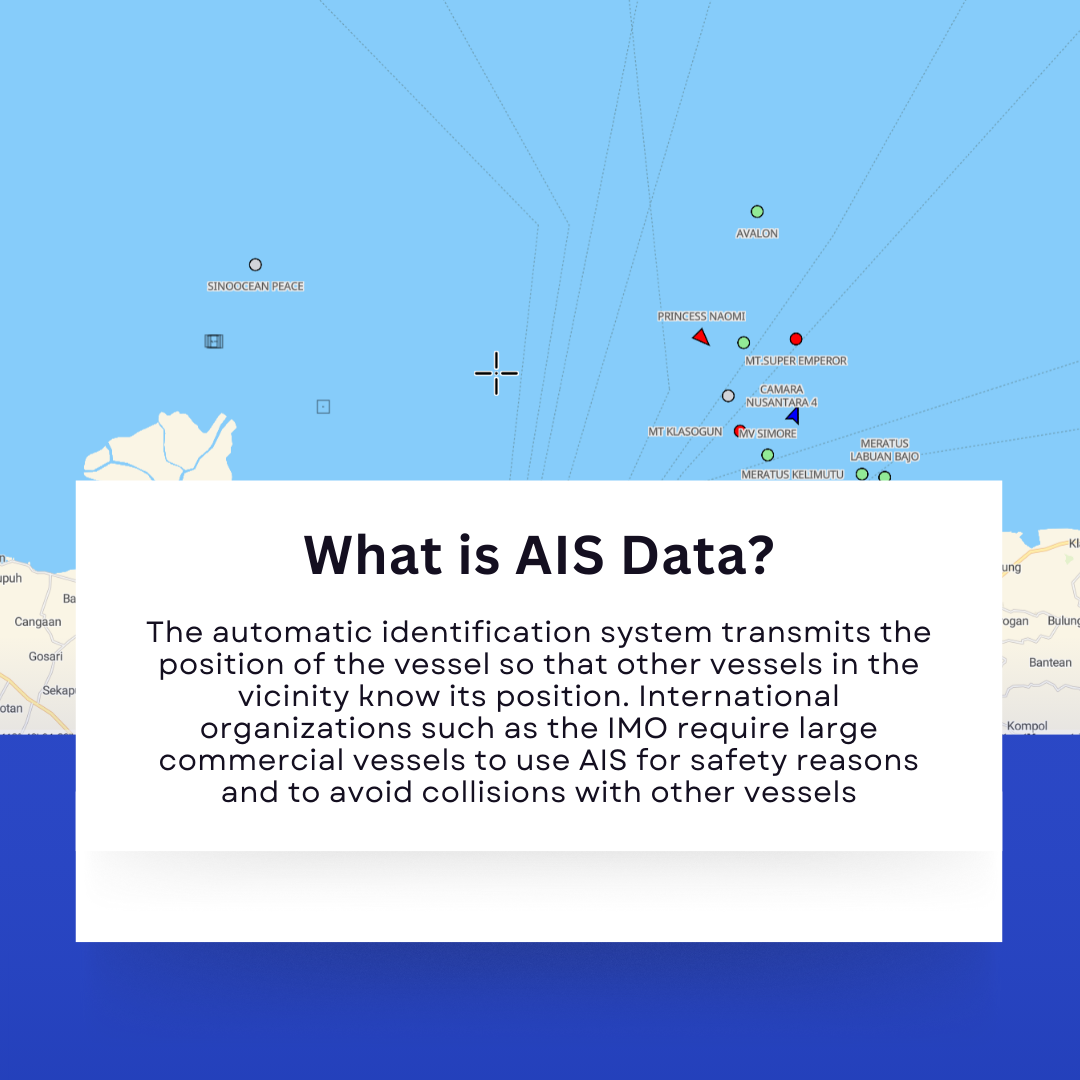 AVALON
SINOOCEAN PEACE
PRINCESS NAOMI
MT.SUPER EMPEROR
CAMARA
NUSANTARA 4
MT KLASOGUN
MV SIMORE
MERATUS
LABUAN BAJO
MERATUS KELIMUTU
What is AIS Data?
The automatic identification system transmits the
position of the vessel so that other vessels in the
vicinity know its position. International
organizations such as the IMO require large
commercial vessels to use AIS for safety reasons
and to avoid collisions with other vessels
n.
upuh
Ba
Cangaan
Gosari
Sekap
otan
Kl
ung
ogan
Bulung
Bantean
Kompol